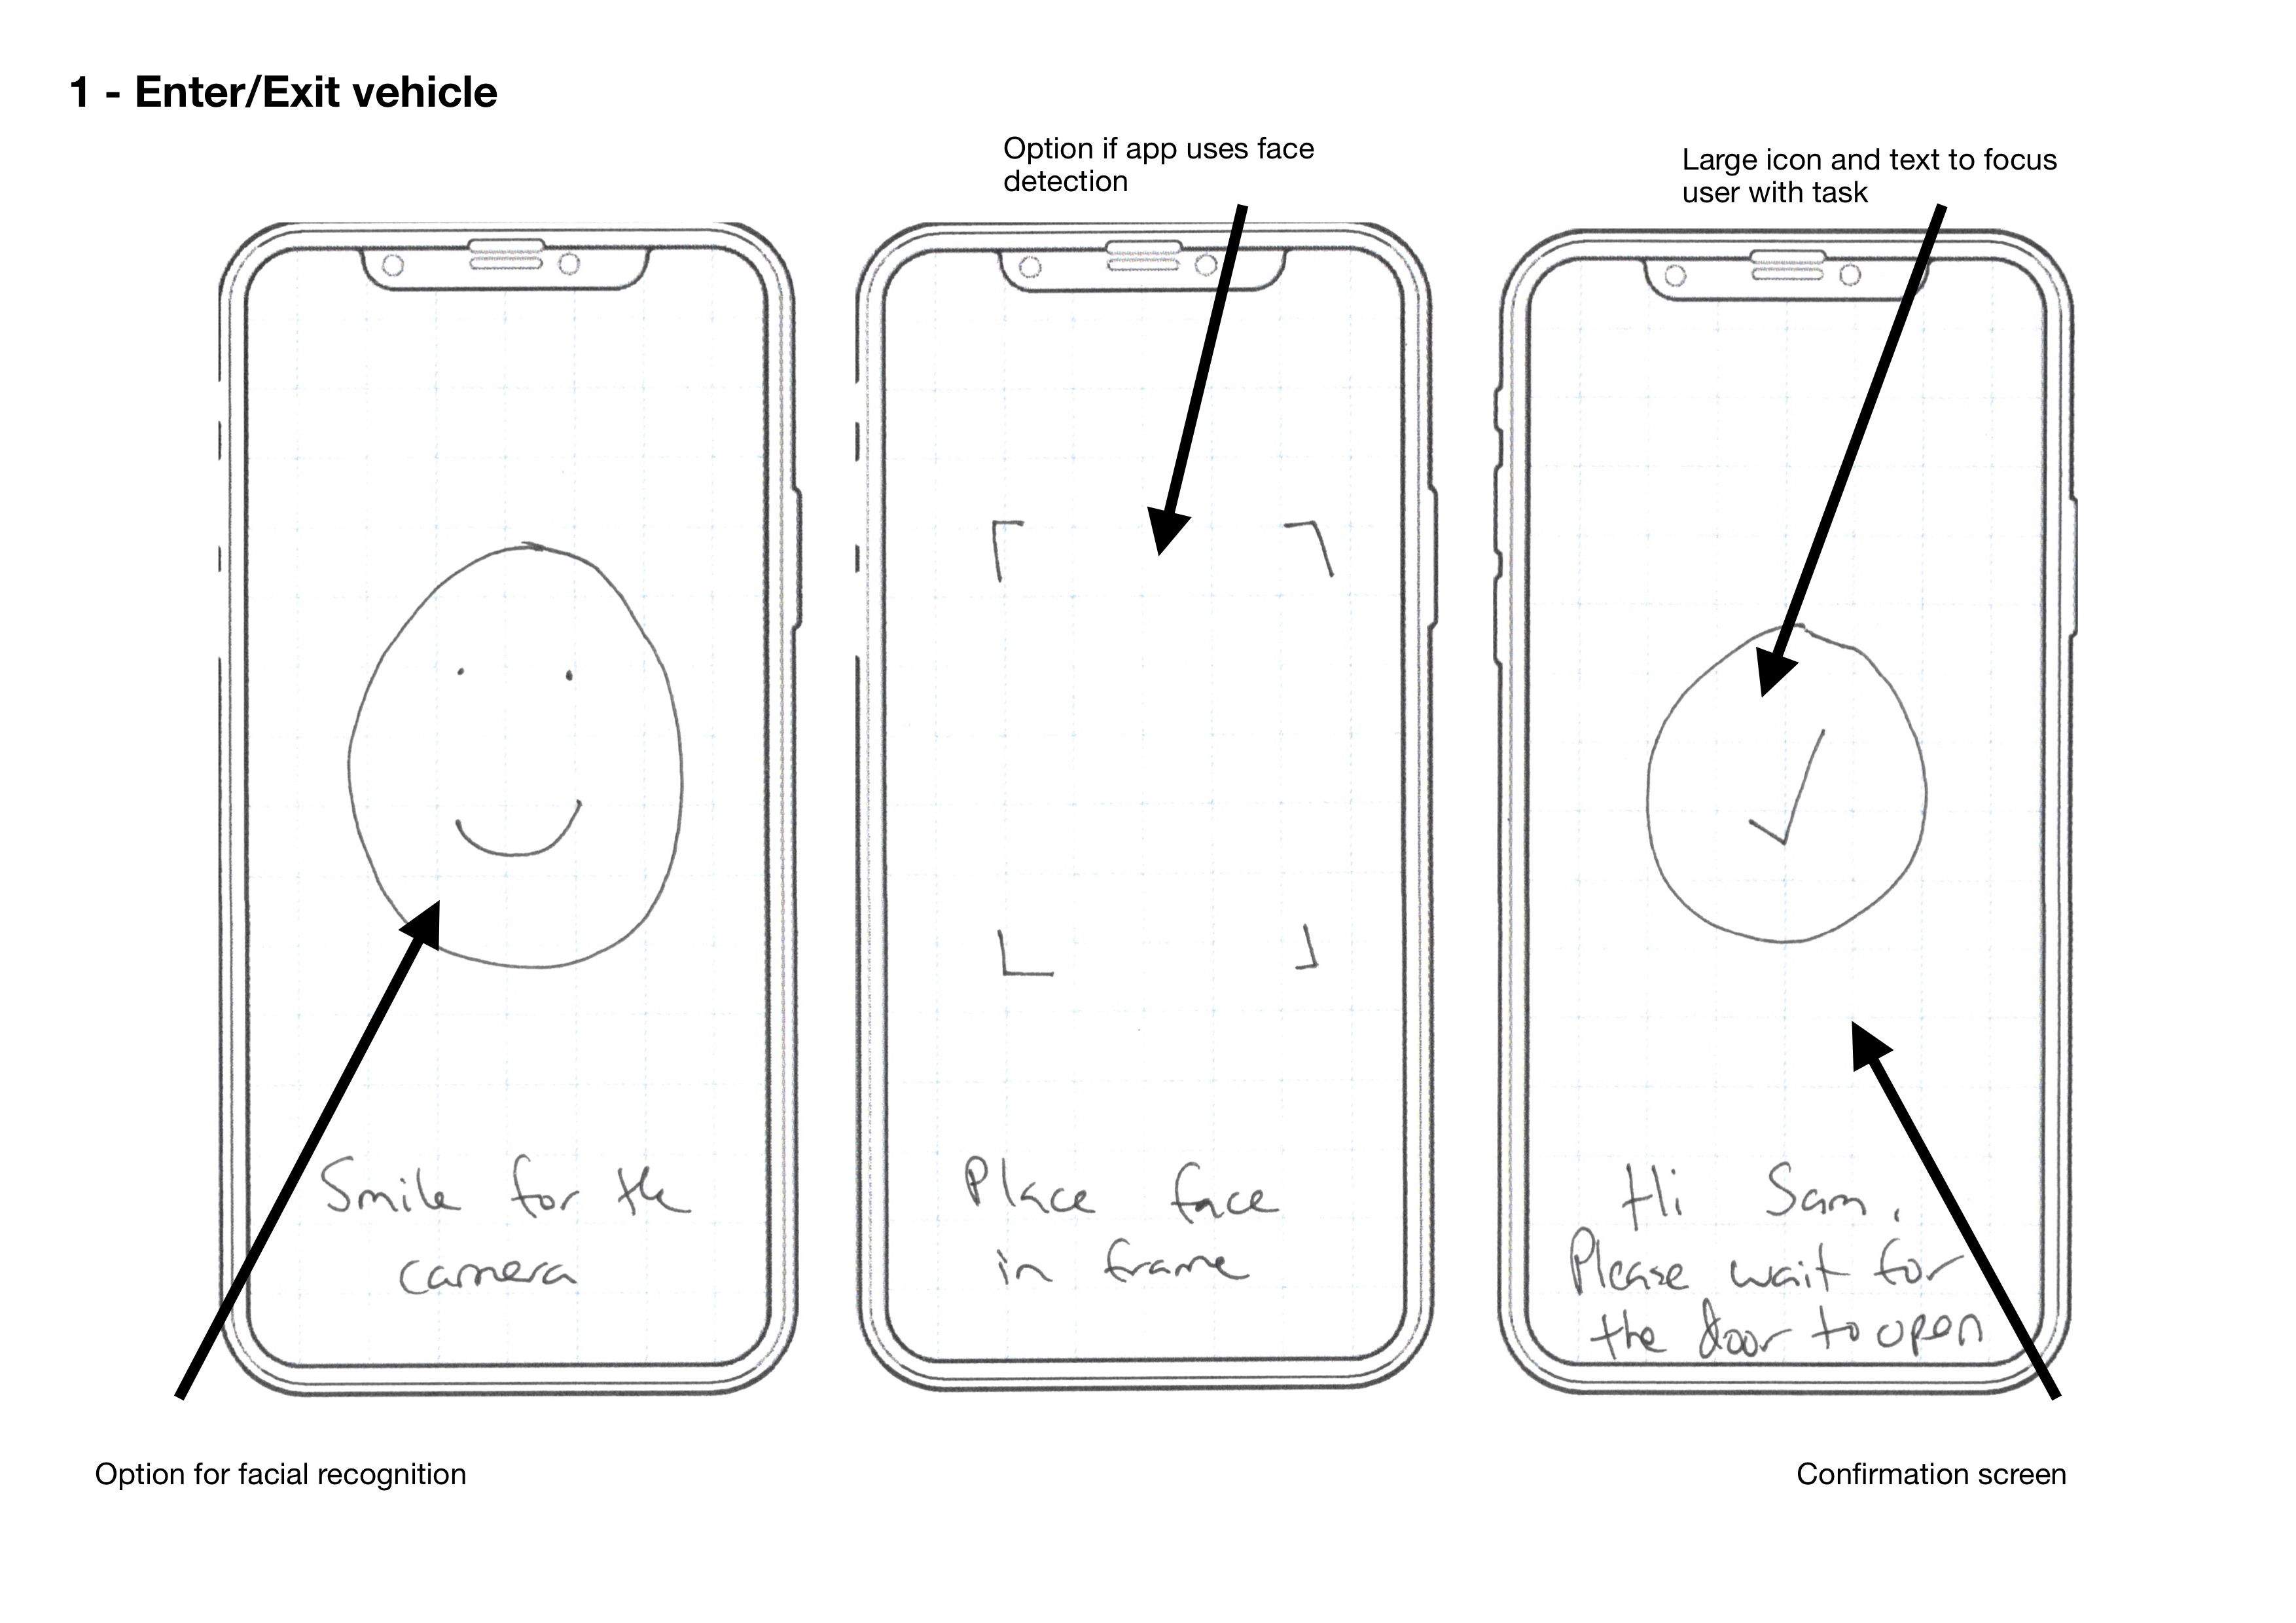 1 - Enter/Exit vehicle
Option if app uses face
detection
Large icon and text to focus
user with task
Smile for the
camera
Place face
in frame
Hi Sam,
Please wait for
the door to open
Option for facial recognition
Confirmation screen